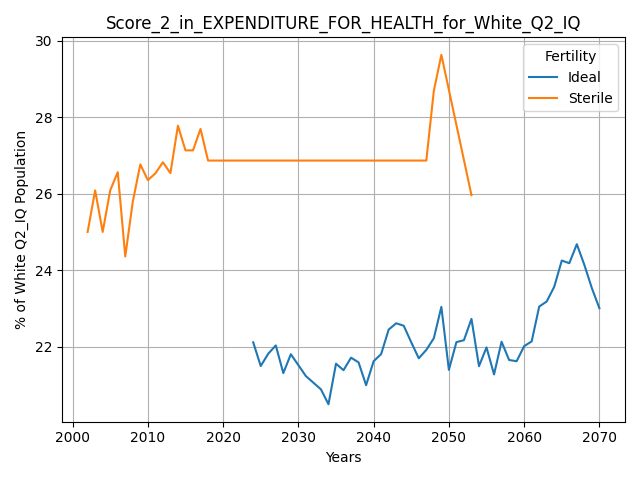 Score_2_in_EXPENDITURE_FOR_HEALTH_for_White_Q2_IQ
30
28
26
24
22
% of White Q2_IQ Population
Fertility
Ideal
Sterile
2000 2010 2020 2030 2040 2050 2060 2070
Years